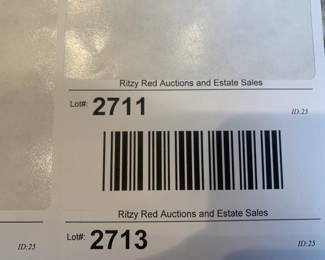 Ritzy Red Auctions and Estate Sales
Lot#: 2711 ID:25
Ritzy Red Auctions and Estate Sales
ID:25 Lot#: 2713 ID:25